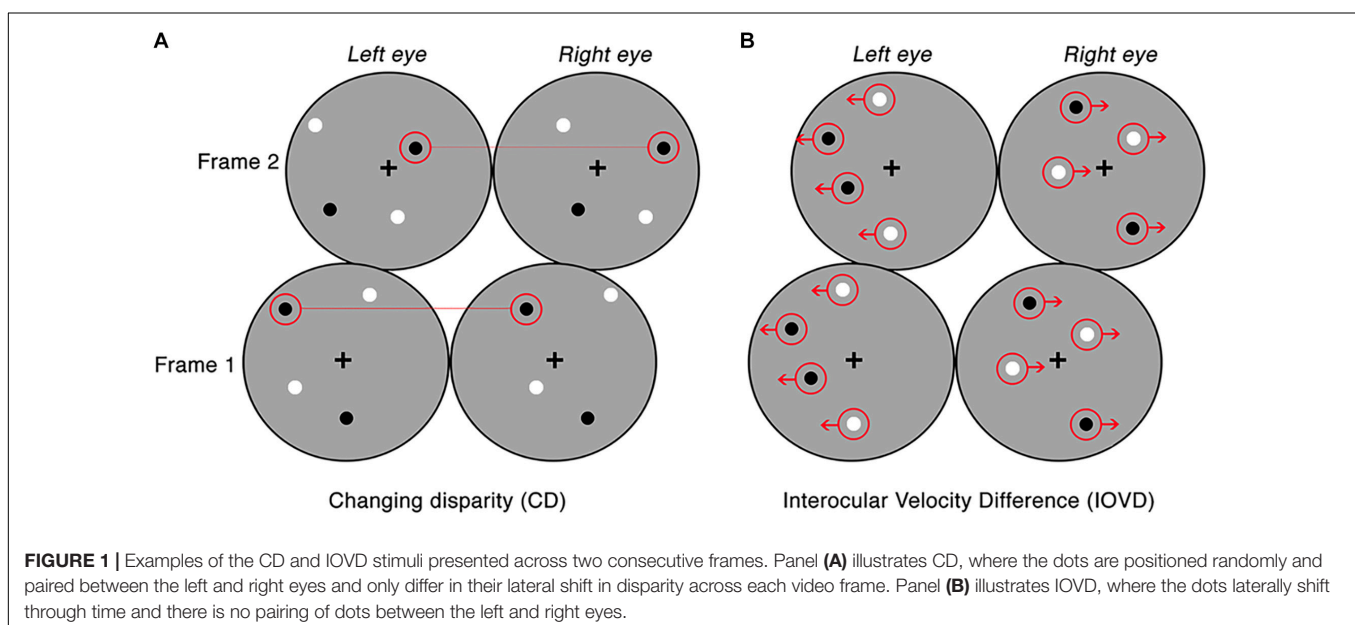 A
B
Left eye
Right eye
Left eye
Right eye
Frame 2
Frame 1
Changing disparity (CD)
Interocular Velocity Difference (IOVD)
FIGURE 1 | Examples of the CD and IOVD stimuli presented across two consecutive frames. Panel (A) illustrates CD, where the dots are positioned randomly and
paired between the left and right eyes and only differ in their lateral shift in disparity across each video frame. Panel (B) illustrates IOVD, where the dots laterally shift
through time and there is no pairing of dots between the left and right eyes.